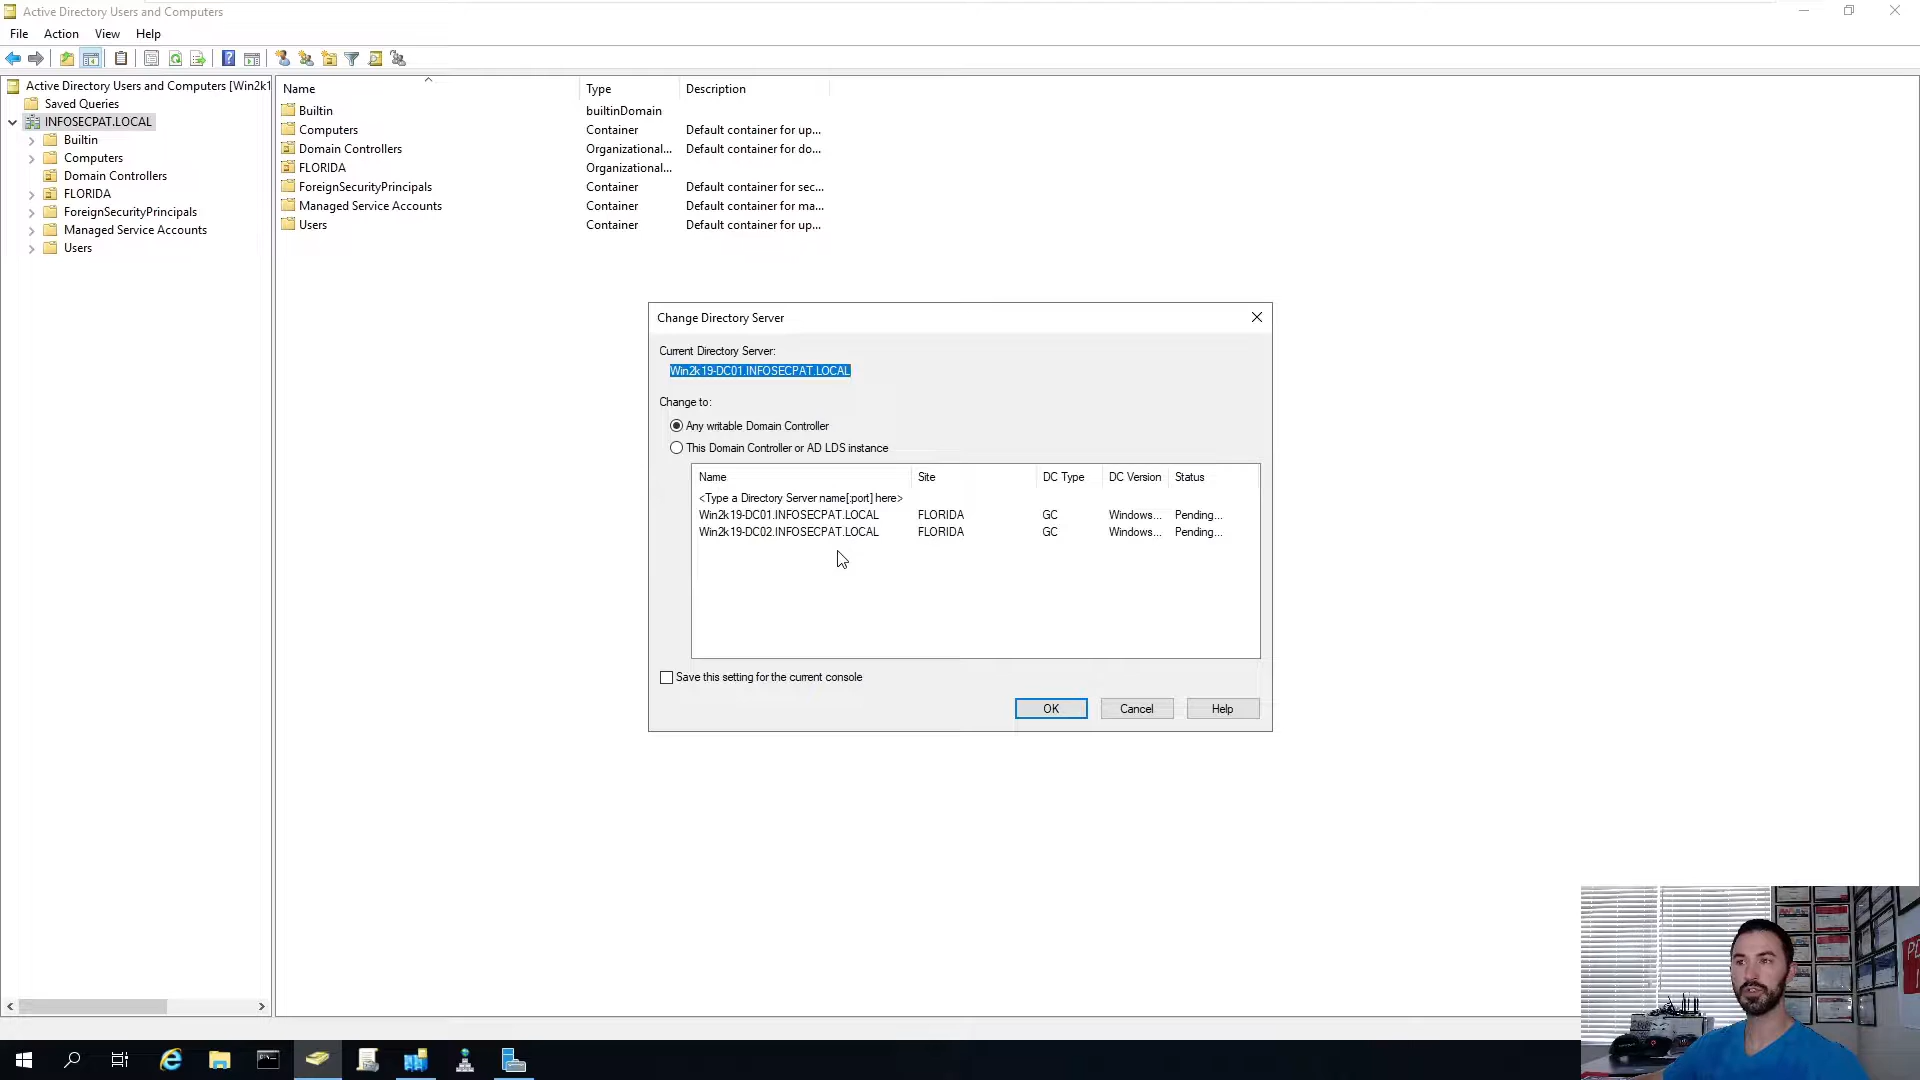 Active Directory Users and Computers
File Action View Help
Active Directory Users and Computers [Win2k1
Saved Queries
INFOSECPAT.LOCAL
Builtin
Computers
Domain Controllers
FLORIDA
ForeignSecurityPrincipals
Managed Service Accounts
Users
Name Type Description
Builtin builtinDomain
Computers Container Default container for up...
Domain Controllers Organizational... Default container for do...
FLORIDA Organizational...
ForeignSecurityPrincipals Container Default container for sec...
Managed Service Accounts Container Default container for ma...
Users Container Default container for up...
Change Directory Server
Current Directory Server:
Win2k19-DC01.INFOSECPAT.LOCAL
Change to:
Any writable Domain Controller
This Domain Controller or AD LDS instance
Name Site DC Type DC Version Status
<Type a Directory Server name[:port] here>
Win2k19-DC01.INFOSECPAT.LOCAL FLORIDA GC Windows... Pending...
Win2k19-DC02.INFOSECPAT.LOCAL FLORIDA GC Windows... Pending...
Save this setting for the current console
OK Cancel Help